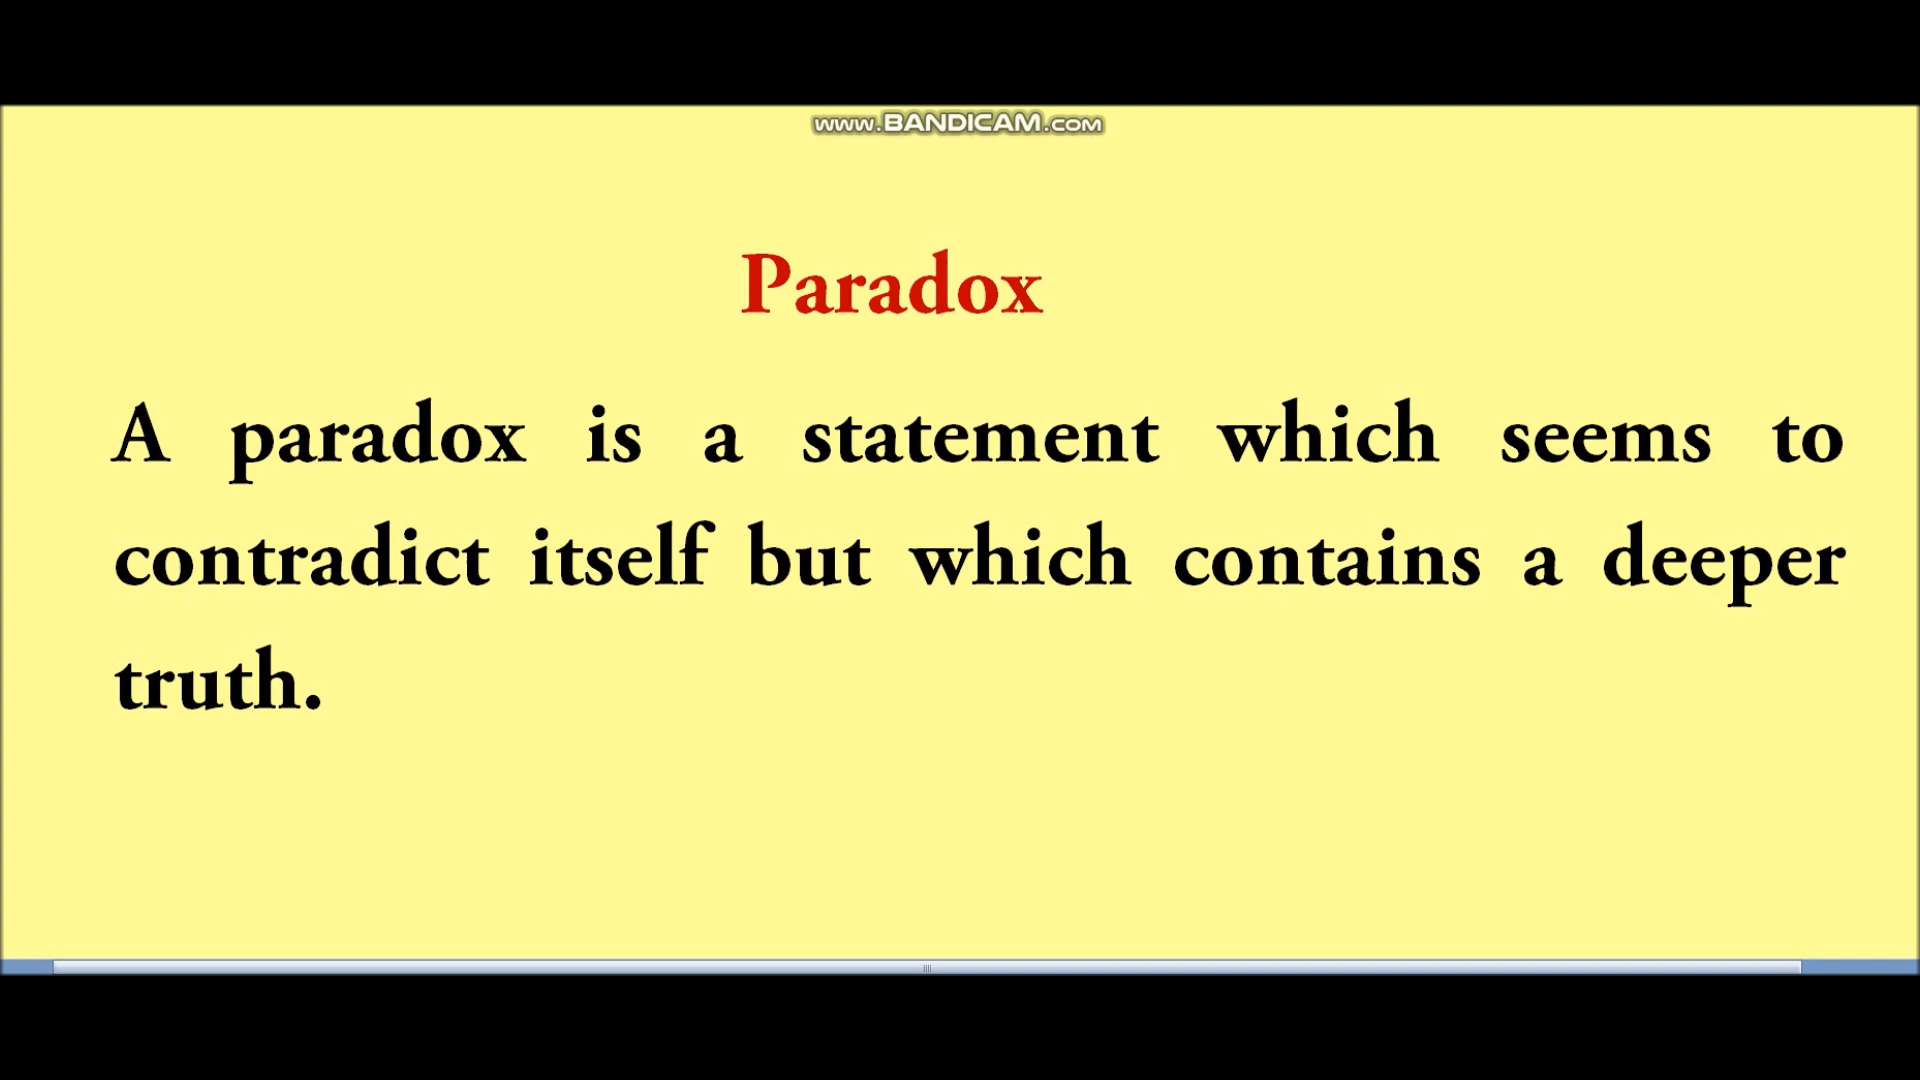 www.BANDICAM.com
Paradox
A paradox is a statement which seems to
contradict itself but which contains a deeper
truth.